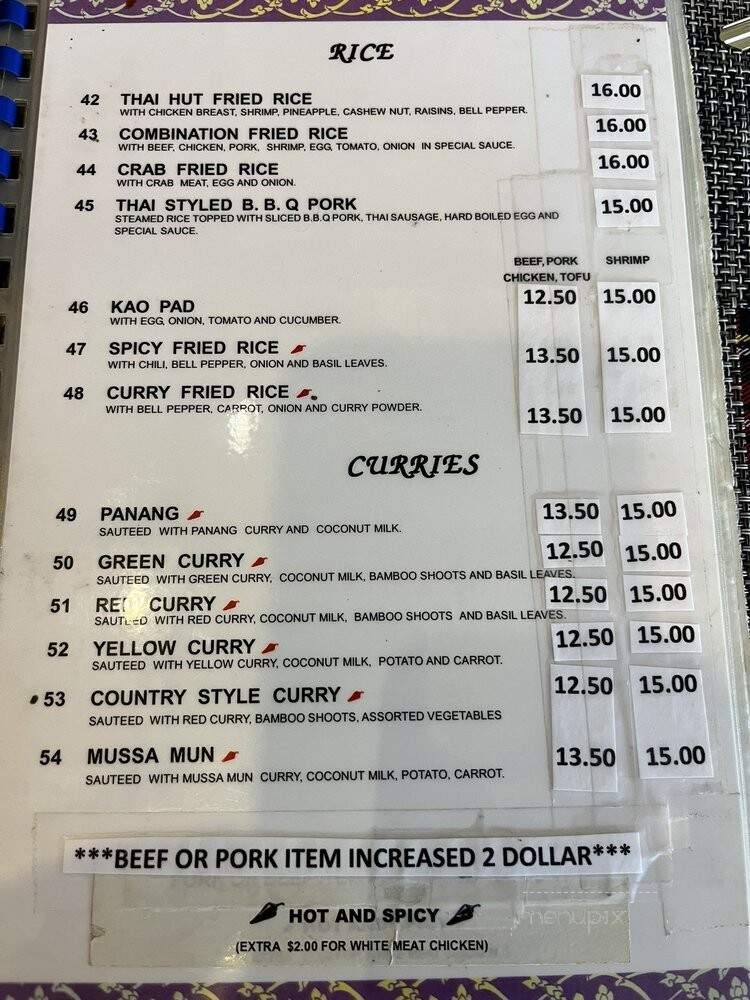 RICE
42 THAI HUT FRIED RICE 16.00
WITH CHICKEN BREAST, SHRIMP, PINEAPPLE, CASHEW NUT, RAISINS, BELL PEPPER.
43 COMBINATION FRIED RICE 16.00
WITH BEEF, CHICKEN, PORK, SHRIMP, EGG, TOMATO, ONION IN SPECIAL SAUCE.
44 CRAB FRIED RICE 16.00
WITH CRAB MEAT, EGG AND ONION.
45 THAI STYLED B. B. Q PORK 15.00
STEAMED RICE TOPPED WITH SLICED B.B.Q PORK, THAI SAUSAGE, HARD BOILED EGG AND
SPECIAL SAUCE.
BEEF, PORK SHRIMP
CHICKEN, TOFU
46 KAO PAD 12.50 15.00
WITH EGG, ONION, TOMATO AND CUCUMBER.
47 SPICY FRIED RICE 13.50 15.00
WITH CHILI, BELL PEPPER, ONION AND BASIL LEAVES.
48 CURRY FRIED RICE 13.50 15.00
WITH BELL PEPPER, CARROT, ONION AND CURRY POWDER.
CURRIES
49 PANANG 13.50 15.00
SAUTEED WITH PANANG CURRY AND COCONUT MILK.
50 GREEN CURRY 12.50 15.00
SAUTEED WITH GREEN CURRY, COCONUT MILK, BAMBOO SHOOTS AND BASIL LEAVES.
51 RED CURRY 12.50 15.00
SAUTEED WITH RED CURRY, COCONUT MILK, BAMBOO SHOOTS AND BASIL LEAVES.
52 YELLOW CURRY 12.50 15.00
SAUTEED WITH YELLOW CURRY, COCONUT MILK, POTATO AND CARROT.
53 COUNTRY STYLE CURRY 12.50 15.00
SAUTEED WITH RED CURRY, BAMBOO SHOOTS, ASSORTED VEGETABLES
54 MUSSA MUN 13.50 15.00
SAUTEED WITH MUSSA MUN CURRY, COCONUT MILK, POTATO, CARROT.
***BEEF OR PORK ITEM INCREASED 2 DOLLAR***
HOT AND SPICY
(EXTRA $2.00 FOR WHITE MEAT CHICKEN)